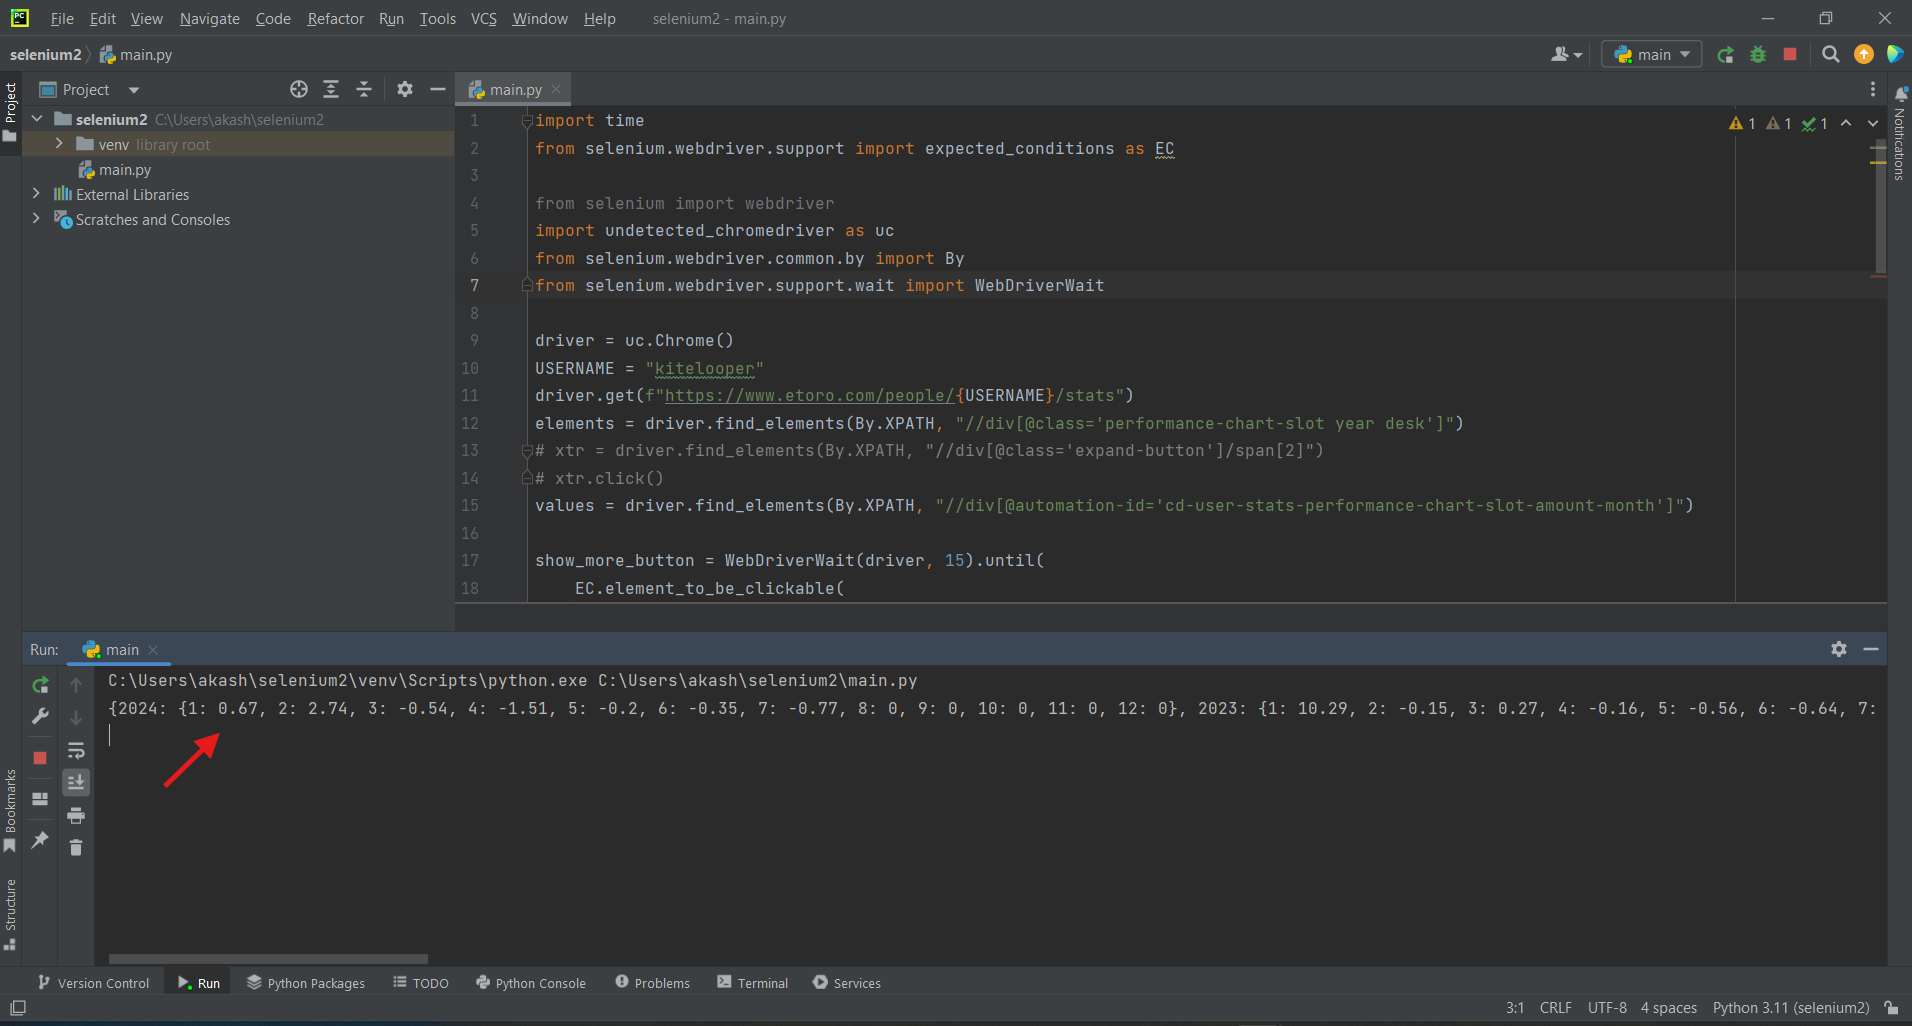 File Edit View Navigate Code Refactor Run Tools VCS Window Help selenium2 - main.py
selenium2 main.py main
Project
Project
main.py
selenium2 C:\Users\akash\selenium2
venv library root
main.py
External Libraries
Scratches and Consoles
1 1 1
Notifications
1 import time
2 from selenium.webdriver.support import expected_conditions as EC
3
4 from selenium import webdriver
5 import undetected_chromedriver as uc
6 from selenium.webdriver.common.by import By
7 from selenium.webdriver.support.wait import WebDriverWait
8
9 driver = uc.Chrome()
10 USERNAME = "kitelooper"
11 driver.get(f"https://www.etoro.com/people/{USERNAME}/stats")
12 elements = driver.find_elements(By.XPATH, "//div[@class='performance-chart-slot year desk']")
13 # xtr = driver.find_elements(By.XPATH, "//div[@class='expand-button']/span[2]")
14 # xtr.click()
15 values = driver.find_elements(By.XPATH, "//div[@automation-id='cd-user-stats-performance-chart-slot-amount-month']")
16
17 show_more_button = WebDriverWait(driver, 15).until(
18 EC.element_to_be_clickable(
Run: main
C:\Users\akash\selenium2\venv\Scripts\python.exe C:\Users\akash\selenium2\main.py
{2024: {1: 0.67, 2: 2.74, 3: -0.54, 4: -1.51, 5: -0.2, 6: -0.35, 7: -0.77, 8: 0, 9: 0, 10: 0, 11: 0, 12: 0}, 2023: {1: 10.29, 2: -0.15, 3: 0.27, 4: -0.16, 5: -0.56, 6: -0.64, 7:
Bookmarks
Structure
Version Control Run Python Packages TODO Python Console Problems Terminal Services
3:1 CRLF UTF-8 4 spaces Python 3.11 (selenium2)